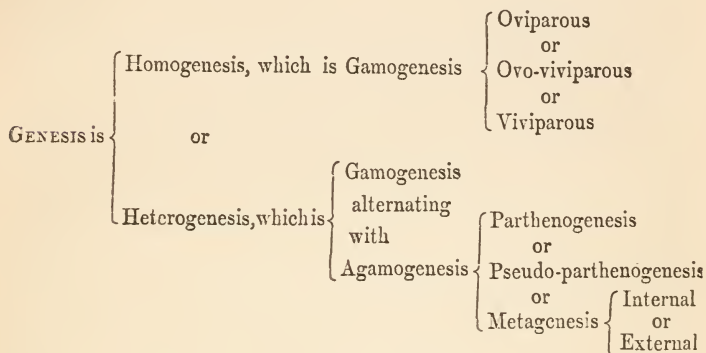 Oviparous
or
Homogenesis, which is Gamogenesis Ovo-viviparous
or
Viviparous
GENESIS is or
Gamogenesis
Heterogenesis, which is alternating
with Parthenogenesis
or
Agamogenesis Pseudo-parthenogenesis
or Internal
Metagenesis or
External